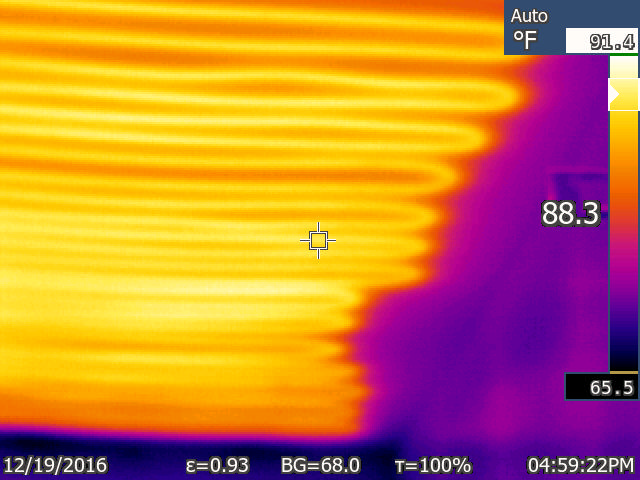 Auto
°F
91.4
88.3
65.5
12/19/2016 ε=0.93 BG=68.0 τ=100% 04:59:22PM